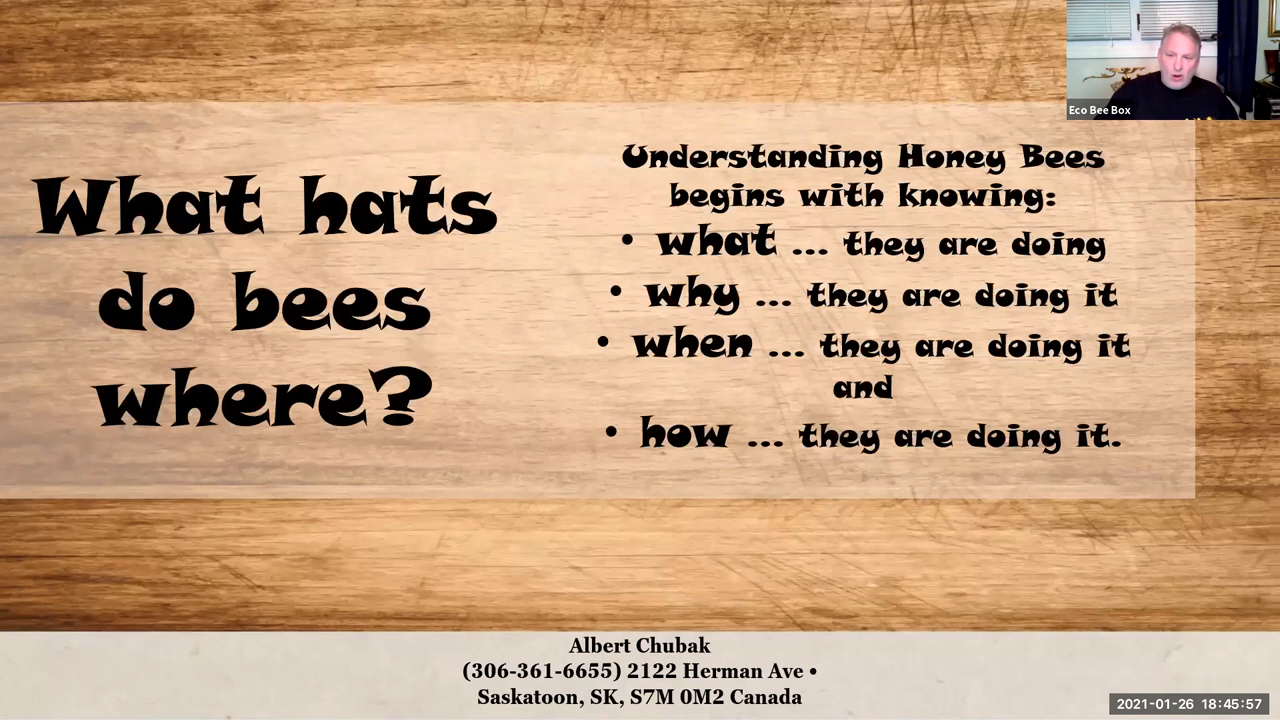 What hats
do bees
where?
Understanding Honey Bees
begins with knowing:
• what ... they are doing
• why ... they are doing it
• when ... they are doing it
and
• how ... they are doing it.
Eco Bee Box
Albert Chubak
(306-361-6655) 2122 Herman Ave •
Saskatoon, SK, S7M 0M2 Canada
2021-01-26 18:45:57